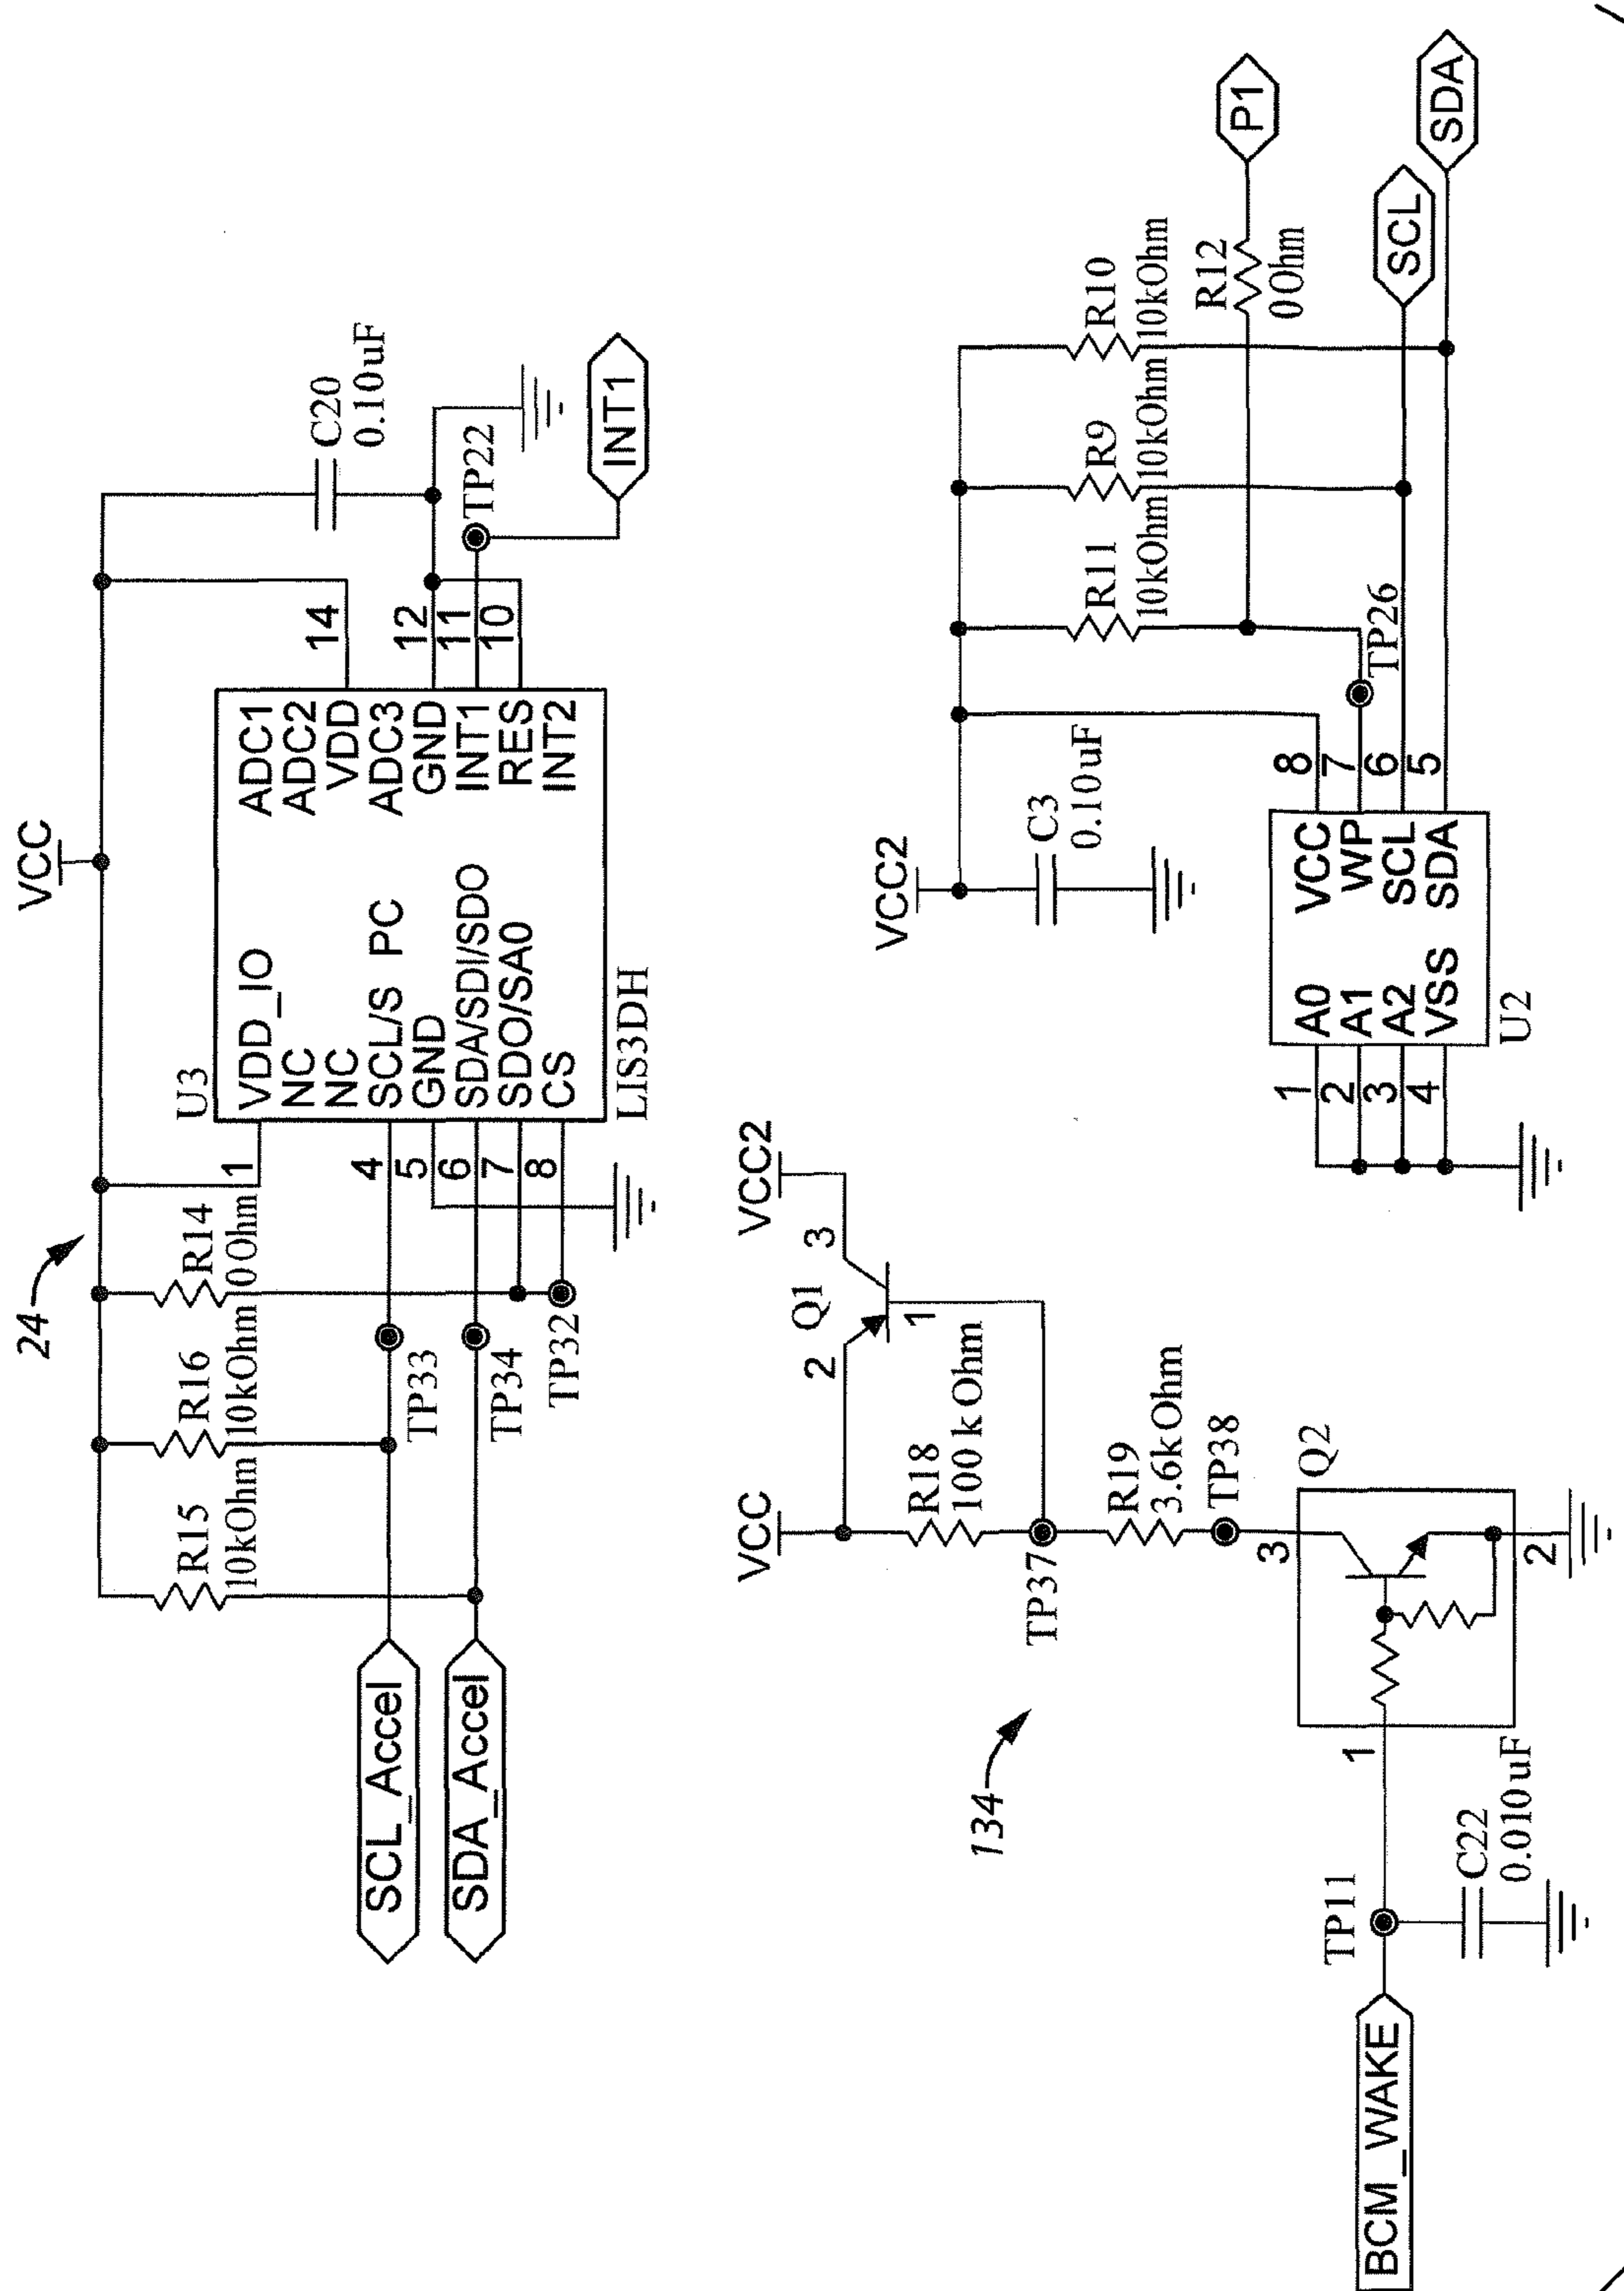 24
VCC
R15
10kOhm
R16
10kOhm
R14
0 Ohm
SCL_Accel
SDA_Accel
TP33
TP34
TP32
1
4
5
6
7
8
U3
VDD_IO
NC
NC
SCL/S PC
GND
SDA/SDI/SDO
SDO/SA0
CS
ADC1
ADC2
VDD
ADC3
GND
INT1
RES
INT2
LIS3DH
14
12
11
10
C20
0.10uF
TP22
INT1
134
VCC
VCC2
2
Q1
3
1
R18
100 k Ohm
TP37
R19
3.6k Ohm
TP38
3
Q2
1
2
TP11
BCM_WAKE
C22
0.010uF
VCC2
C3
0.10uF
R11
10kOhm
R9
10kOhm
R10
10kOhm
R12
0 Ohm
P1
TP26
SCL
SDA
1
2
3
4
A0
A1
A2
VSS
VCC
WP
SCL
SDA
8
7
6
5
U2